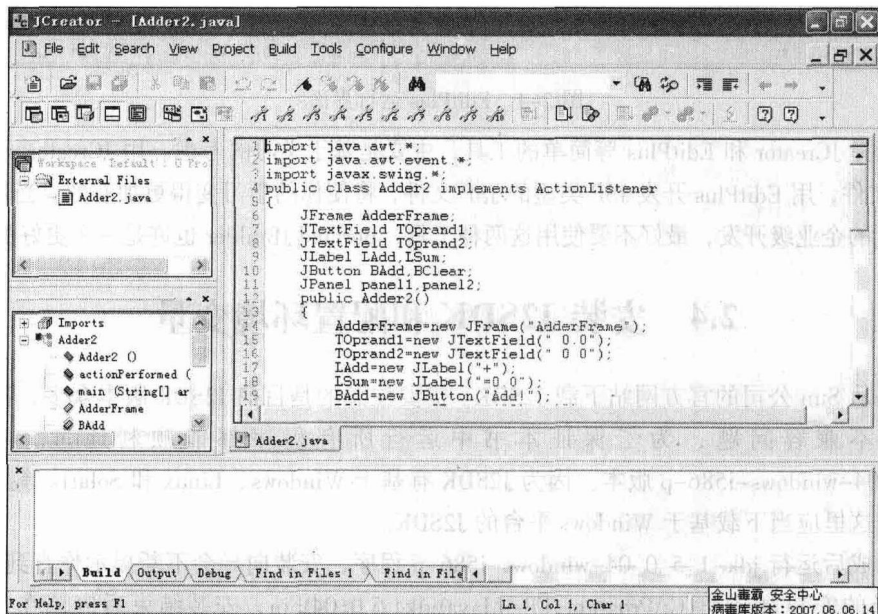 JCreator - [Adder2.java]
File Edit Search View Project Build Tools Configure Window Help
Workspace 'Default': 0 Pro
External Files
Adder2.java
Imports
Adder2
Adder2 ()
actionPerformed (
main (String[] ar
AdderFrame
BAdd
1 import java.awt.*;
2 import java.awt.event.*;
3 import javax.swing.*;
4 public class Adder2 implements ActionListener
5 {
6 JFrame AdderFrame;
7 JTextField TOprand1;
8 JTextField TOprand2;
9 JLabel LAdd,LSum;
10 JButton BAdd,BClear;
11 JPanel panel1,panel2;
12 public Adder2()
13 {
14 AdderFrame=new JFrame("AdderFrame");
15 TOprand1=new JTextField(" 0.0");
16 TOprand2=new JTextField(" 0 0");
17 LAdd=new JLabel("+");
18 LSum=new JLabel("=0.0");
19 BAdd=new JButton("Add!");
Adder2.java
Build Output Debug Find in Files 1 Find in File
For Help, press F1
Ln 1, Col 1, Char 1
金山毒霸 安全中心
病毒库版本：2007.06.06.14